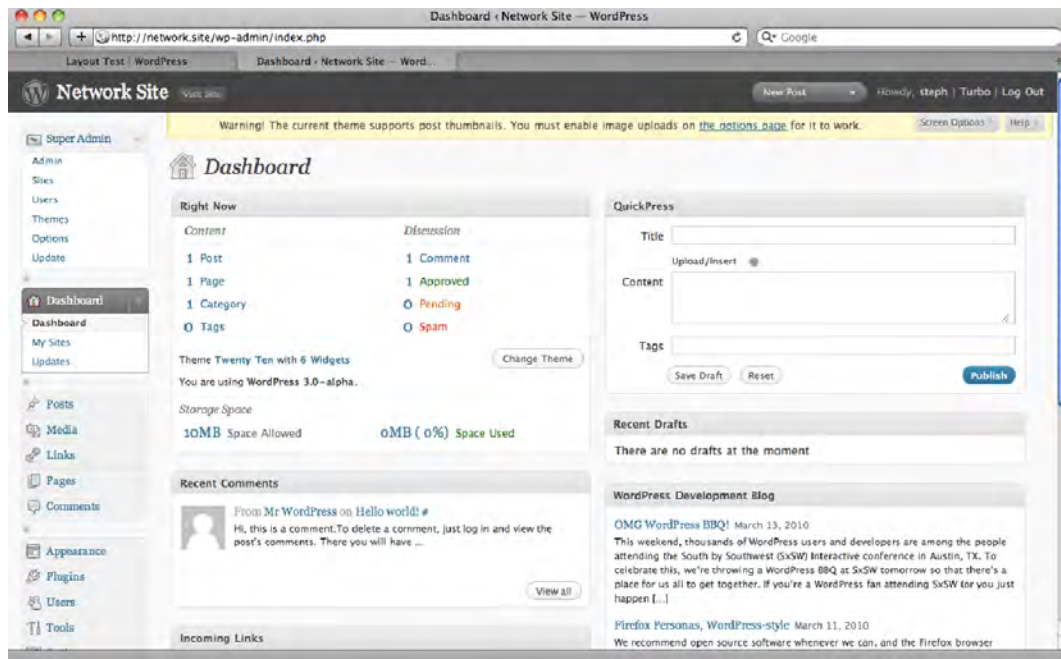 Dashboard ‹ Network Site — WordPress
http://network.site/wp-admin/index.php
Google
Layout Test | WordPress
Dashboard ‹ Network Site — Word...
Network Site
Visit Site
New Post
Howdy, steph | Turbo | Log Out
Warning! The current theme supports post thumbnails. You must enable image uploads on the options page for it to work.
Screen Options
Help
Super Admin
Admin
Sites
Users
Themes
Options
Update
Dashboard
Dashboard
My Sites
Updates
Posts
Media
Links
Pages
Comments
Appearance
Plugins
Users
Tools
Dashboard
Right Now
Content
Discussion
1 Post
1 Comment
1 Page
1 Approved
1 Category
0 Pending
0 Tags
0 Spam
Theme Twenty Ten with 6 Widgets
Change Theme
You are using WordPress 3.0-alpha.
Storage Space
10MB Space Allowed
0MB ( 0%) Space Used
Recent Comments
From Mr WordPress on Hello world! #
Hi, this is a comment.To delete a comment, just log in and view the
post's comments. There you will have ...
View all
Incoming Links
QuickPress
Title
Upload/Insert
Content
Tags
Save Draft
Reset
Publish
Recent Drafts
There are no drafts at the moment
WordPress Development Blog
OMG WordPress BBQ! March 13, 2010
This weekend, thousands of WordPress users and developers are among the people
attending the South by Southwest (SxSW) Interactive conference in Austin, TX. To
celebrate this, we're throwing a WordPress BBQ at SxSW tomorrow so that there's a
place for us all to get together. If you're a WordPress fan attending SxSW (or you just
happen [...]
Firefox Personas, WordPress-style March 11, 2010
We recommend open source software whenever we can, and the Firefox browser